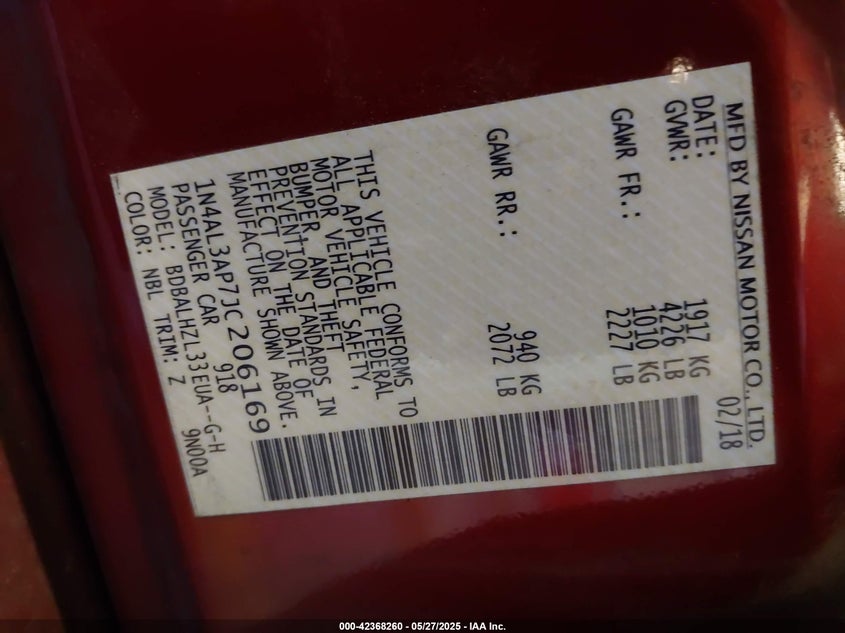 MFD BY NISSAN MOTOR CO., LTD.
DATE: 02/18
GVWR: 1917 KG
4226 LB
GAWR FR.: 1010 KG
2227 LB
GAWR RR.: 940 KG
2072 LB
THIS VEHICLE CONFORMS TO
ALL APPLICABLE FEDERAL
MOTOR VEHICLE SAFETY,
BUMPER, AND THEFT
PREVENTION STANDARDS IN
EFFECT ON THE DATE OF
MANUFACTURE SHOWN ABOVE.
1N4AL3AP7JC206169
PASSENGER CAR 918
MODEL: BDBALHZL33EUA--G-H
COLOR: NBL TRIM: Z 9N00A
000-42368260 - 05/27/2025 - IAA Inc.